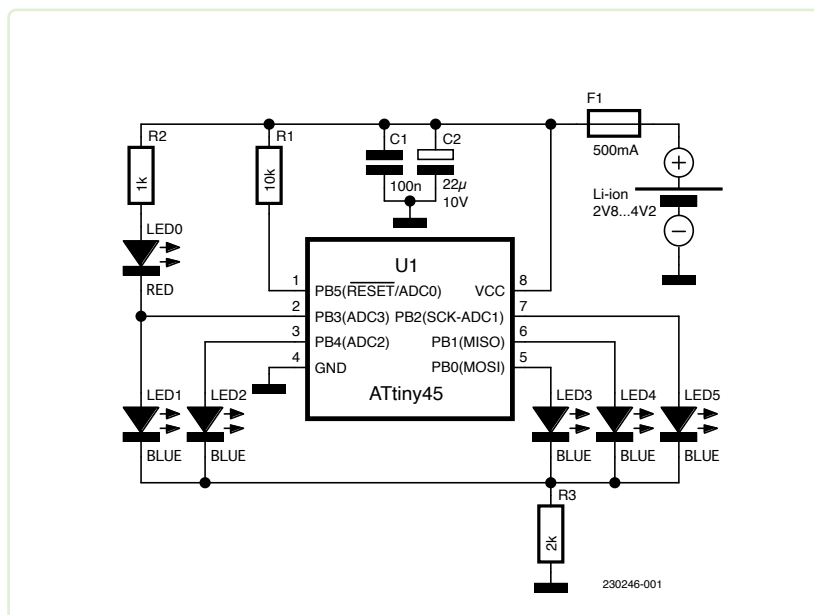 F1
R2
R1
C1
C2
500mA
1k
10k
100n
22µ
10V
Li-ion
2V8...4V2
LED0
RED
U1
1
PB5(RESET/ADC0)
VCC
8
2
PB3(ADC3)
PB2(SCK-ADC1)
7
3
PB4(ADC2)
PB1(MISO)
6
4
GND
PB0(MOSI)
5
ATtiny45
LED1
LED2
LED3
LED4
LED5
BLUE
BLUE
BLUE
BLUE
BLUE
R3
2k
230246-001